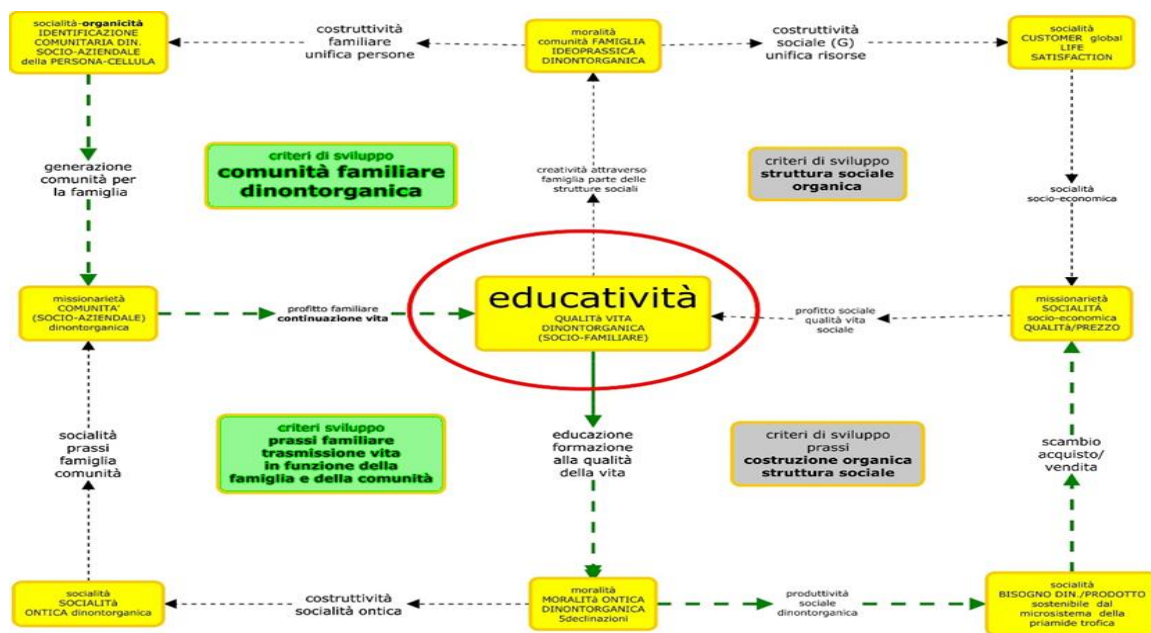 socialità-organicità
IDENTIFICAZIONE
COMUNITARIA DIN.
SOCIO-AZIENDALE
della PERSONA-CELLULA
costruttività
familiare
unifica persone
moralità
comunità FAMIGLIA
IDEOPRASSICA
DINONTORGANICA
costruttività
sociale (G)
unifica risorse
socialità
CUSTOMER global
LIFE
SATISFACTION
generazione
comunità per
la famiglia
criteri di sviluppo
comunità familiare
dinontorganica
creatività attraverso
famiglia parte delle
strutture sociali
criteri di sviluppo
struttura sociale
organica
socialità
socio-economica
missionarietà
COMUNITA'
(SOCIO-AZIENDALE)
dinontorganica
profitto familiare
continuazione vita
educatività
QUALITà VITA
DINONTORGANICA
(SOCIO-FAMILIARE)
profitto sociale
qualità vita
sociale
missionarietà
SOCIALITÀ
socio-economica
QUALITà/PREZZO
socialità
prassi
famiglia
comunità
criteri sviluppo
prassi familiare
trasmissione vita
in funzione della
famiglia e della comunità
educazione
formazione
alla qualità
della vita
criteri di sviluppo
prassi
costruzione organica
struttura sociale
scambio
acquisto/
vendita
socialità
SOCIALITà
ONTICA dinontorganica
costruttività
socialità ontica
moralità
MORALITà ONTICA
DINONTORGANICA
5declinazioni
produttività
sociale
dinontorganica
socialità
BISOGNO DIN./PRODOTTO
sostenibile dal
microsistema della
priamide trofica